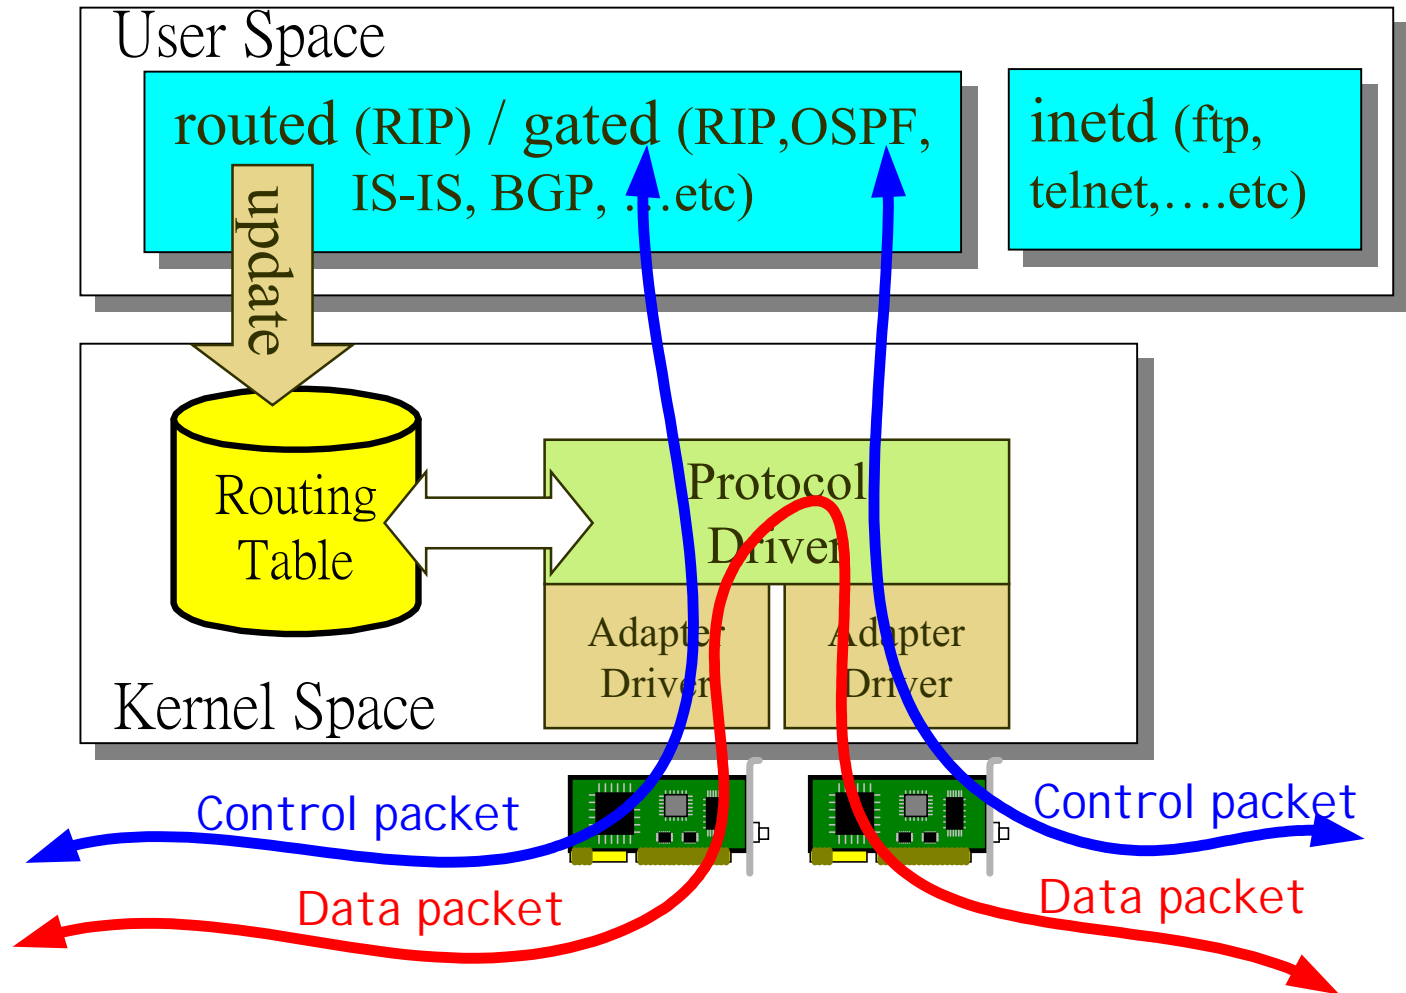 User Space
routed (RIP) / gated (RIP,OSPF,
IS-IS, BGP, …etc)
inetd (ftp,
telnet,….etc)
update
Routing
Table
Protocol
Driver
Adapter
Driver
Adapter
Driver
Kernel Space
Control packet
Control packet
Data packet
Data packet